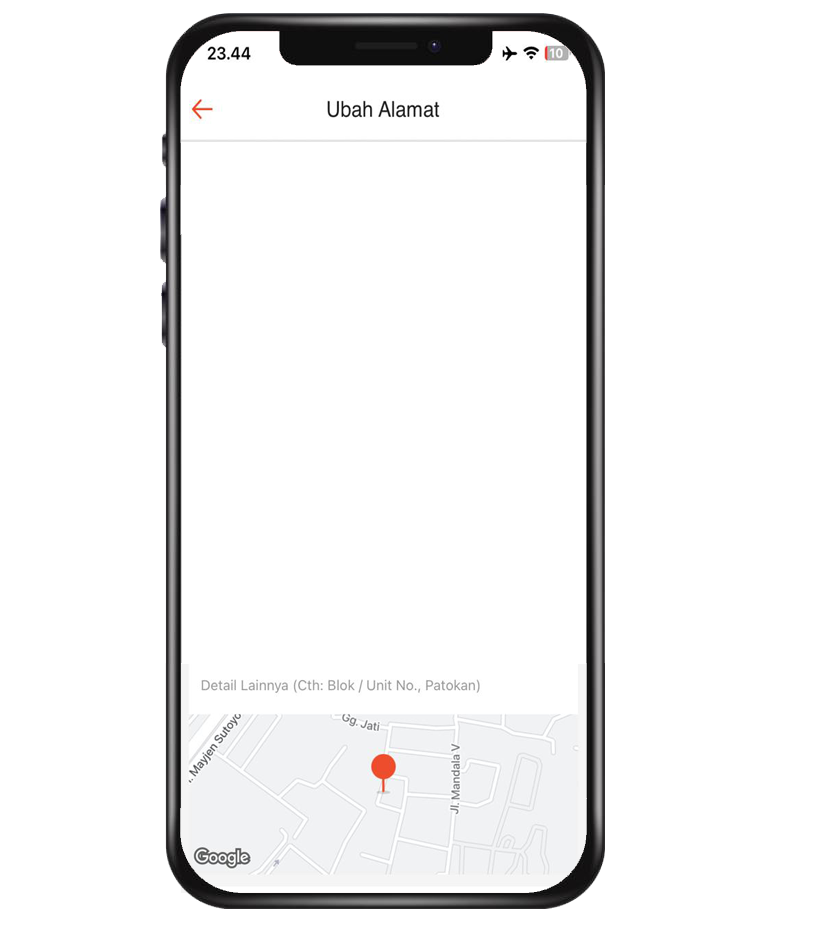 23.44
10
Ubah Alamat
Detail Lainnya (Cth: Blok / Unit No., Patokan)
Gg. Jati
. Mayjen Sutoyo
Jl. Mandala V
Google